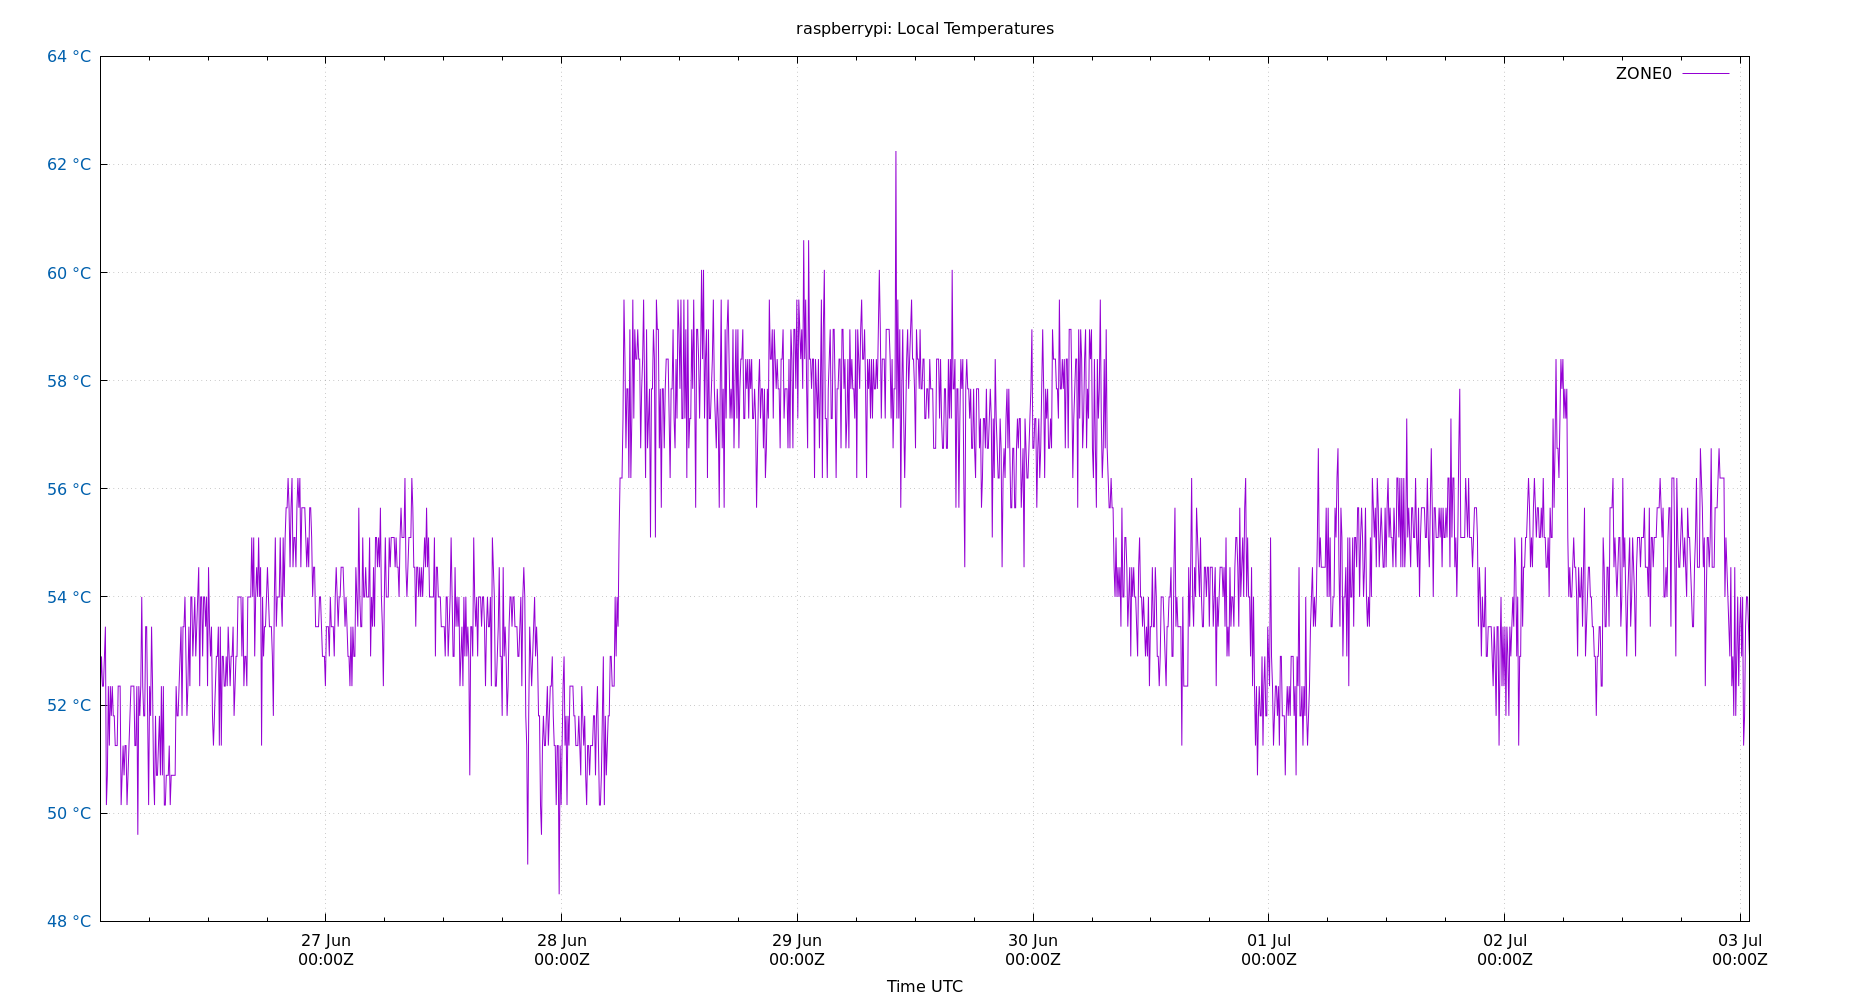 raspberrypi: Local Temperatures
ZONE0
64 °C
62 °C
60 °C
58 °C
56 °C
54 °C
52 °C
50 °C
48 °C
27 Jun 28 Jun 29 Jun 30 Jun 01 Jul 02 Jul 03 Jul
00:00Z 00:00Z 00:00Z 00:00Z 00:00Z 00:00Z 00:00Z
Time UTC